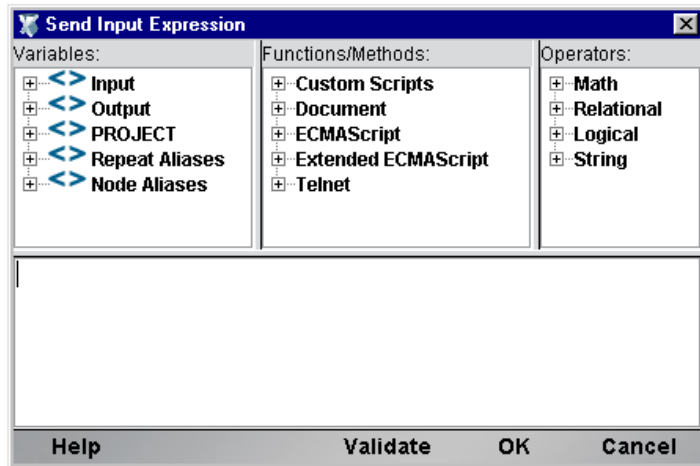 Send Input Expression
Variables:
Input
Output
PROJECT
Repeat Aliases
Node Aliases
Functions/Methods:
Custom Scripts
Document
ECMAScript
Extended ECMAScript
Telnet
Operators:
Math
Relational
Logical
String
Help
Validate
OK
Cancel